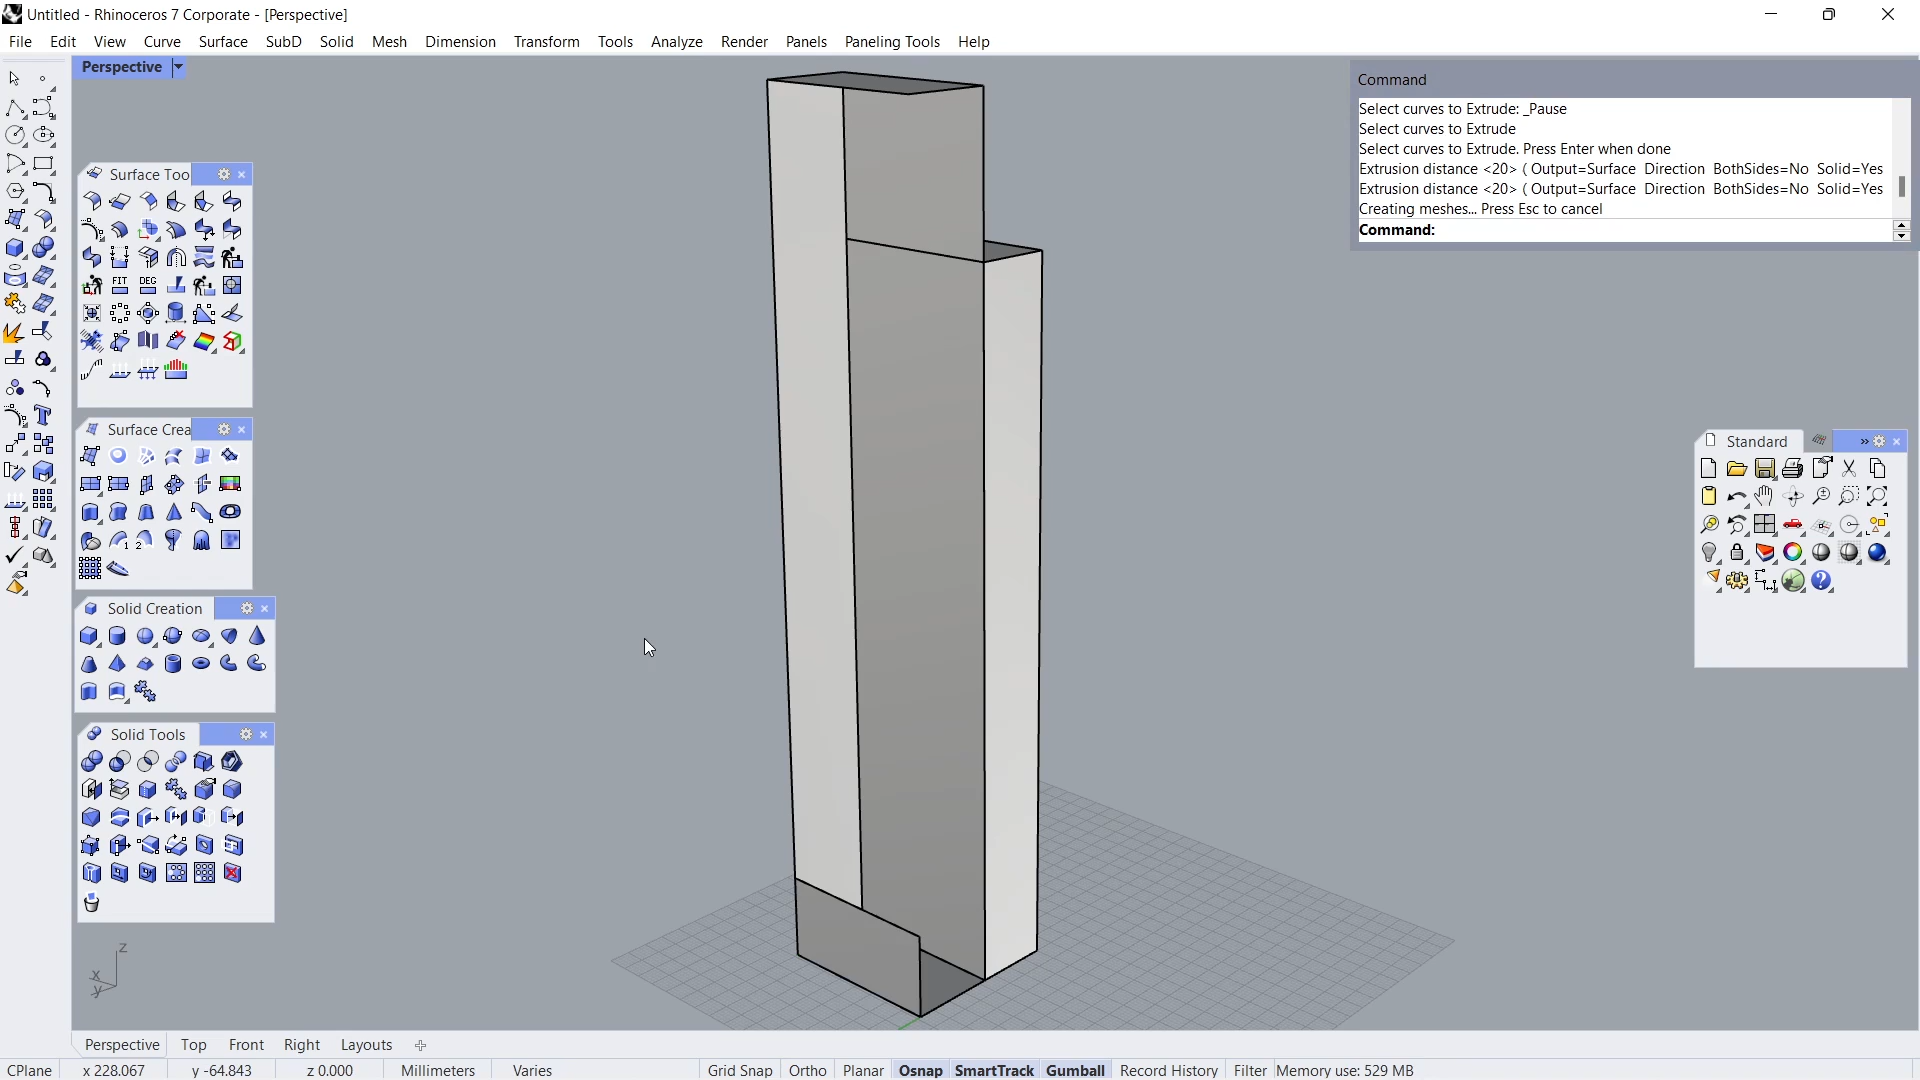 Untitled - Rhinoceros 7 Corporate - [Perspective]
File Edit View Curve Surface SubD Solid Mesh Dimension Transform Tools Analyze Render Panels Paneling Tools Help
Perspective
Command
Select curves to Extrude: _Pause
Select curves to Extrude
Select curves to Extrude. Press Enter when done
Extrusion distance <20> ( Output=Surface Direction BothSides=No Solid=Yes
Extrusion distance <20> ( Output=Surface Direction BothSides=No Solid=Yes
Creating meshes... Press Esc to cancel
Command:
Surface Too
FIT DEG
Surface Crea
1 2
Solid Creation
Solid Tools
Standard
z
x
y
Perspective Top Front Right Layouts
CPlane x 228.067 y -64.843 z 0.000 Millimeters Varies Grid Snap Ortho Planar Osnap SmartTrack Gumball Record History Filter Memory use: 529 MB